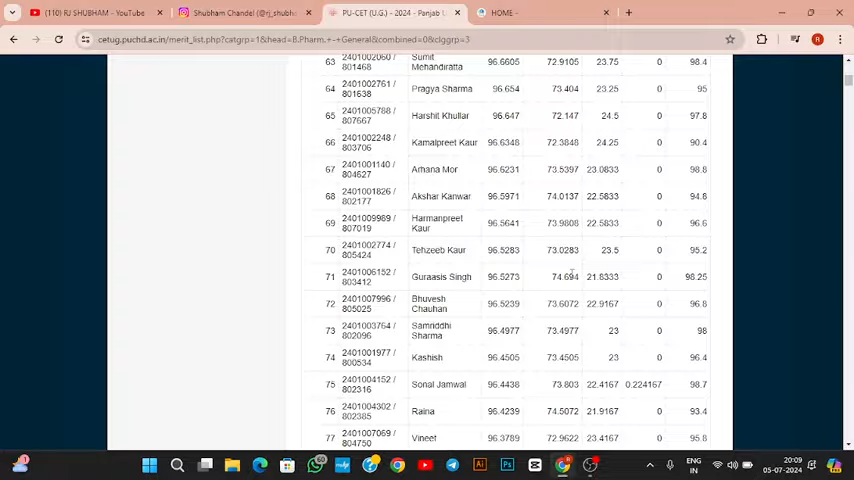 (110) RJ SHUBHAM - YouTube
Shubham Chandel (@rj_shubha
PU-CET (U.G.) - 2024 - Panjab U
HOME -
cetug.puchd.ac.in/merit_list.php?catgrp=1&head=B.Pharm.+-+General&combined=0&clggrp=3
63 2401002060 / 801468 Sumit Mehandiratta 96.6605 72.9105 23.75 0 98.4
64 2401002761 / 801638 Pragya Sharma 96.654 73.404 23.25 0 95
65 2401005788 / 807667 Harshit Khullar 96.647 72.147 24.5 0 97.8
66 2401002248 / 803706 Kamalpreet Kaur 96.6348 72.3848 24.25 0 90.4
67 2401001140 / 804627 Arhana Mor 96.6231 73.5397 23.0833 0 98.8
68 2401001826 / 802177 Akshar Kanwar 96.5971 74.0137 22.5833 0 94.8
69 2401009989 / 807019 Harmanpreet Kaur 96.5641 73.9808 22.5833 0 96.6
70 2401002774 / 805424 Tehzeeb Kaur 96.5283 73.0283 23.5 0 95.2
71 2401006152 / 803412 Guraasis Singh 96.5273 74.694 21.8333 0 98.25
72 2401007996 / 805025 Bhuvesh Chauhan 96.5239 73.6072 22.9167 0 96.8
73 2401003764 / 802096 Samriddhi Sharma 96.4977 73.4977 23 0 98
74 2401001977 / 800534 Kashish 96.4505 73.4505 23 0 96.4
75 2401004152 / 802316 Sonal Jamwal 96.4438 73.803 22.4167 0.224167 98.7
76 2401004302 / 802385 Raina 96.4239 74.5072 21.9167 0 93.4
77 2401007069 / 804750 Vineet 96.3789 72.9622 23.4167 0 95.8
ENG
IN
20:09
05-07-2024